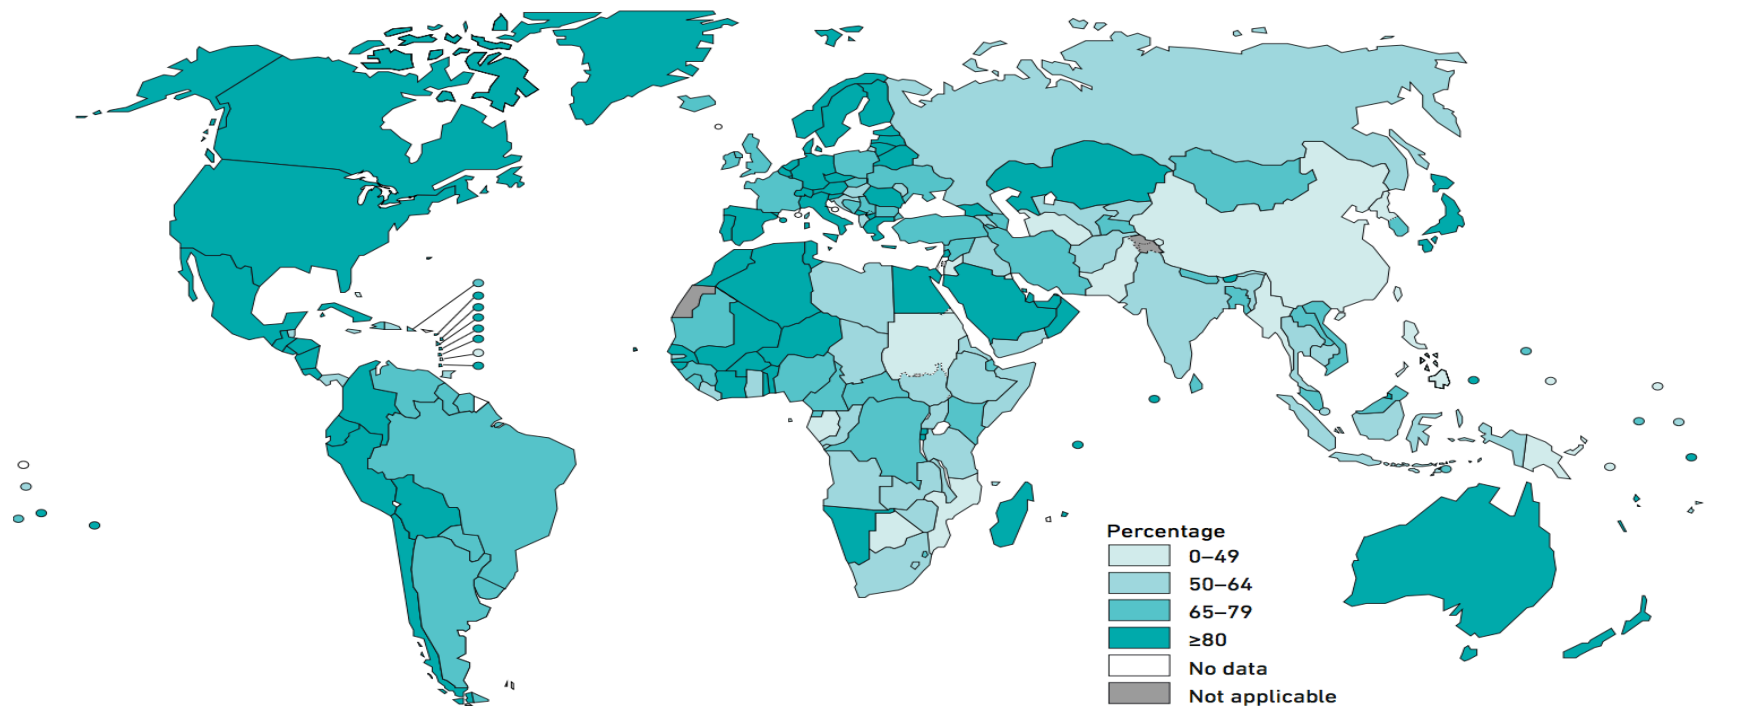 Percentage
0–49
50–64
65–79
≥80
No data
Not applicable